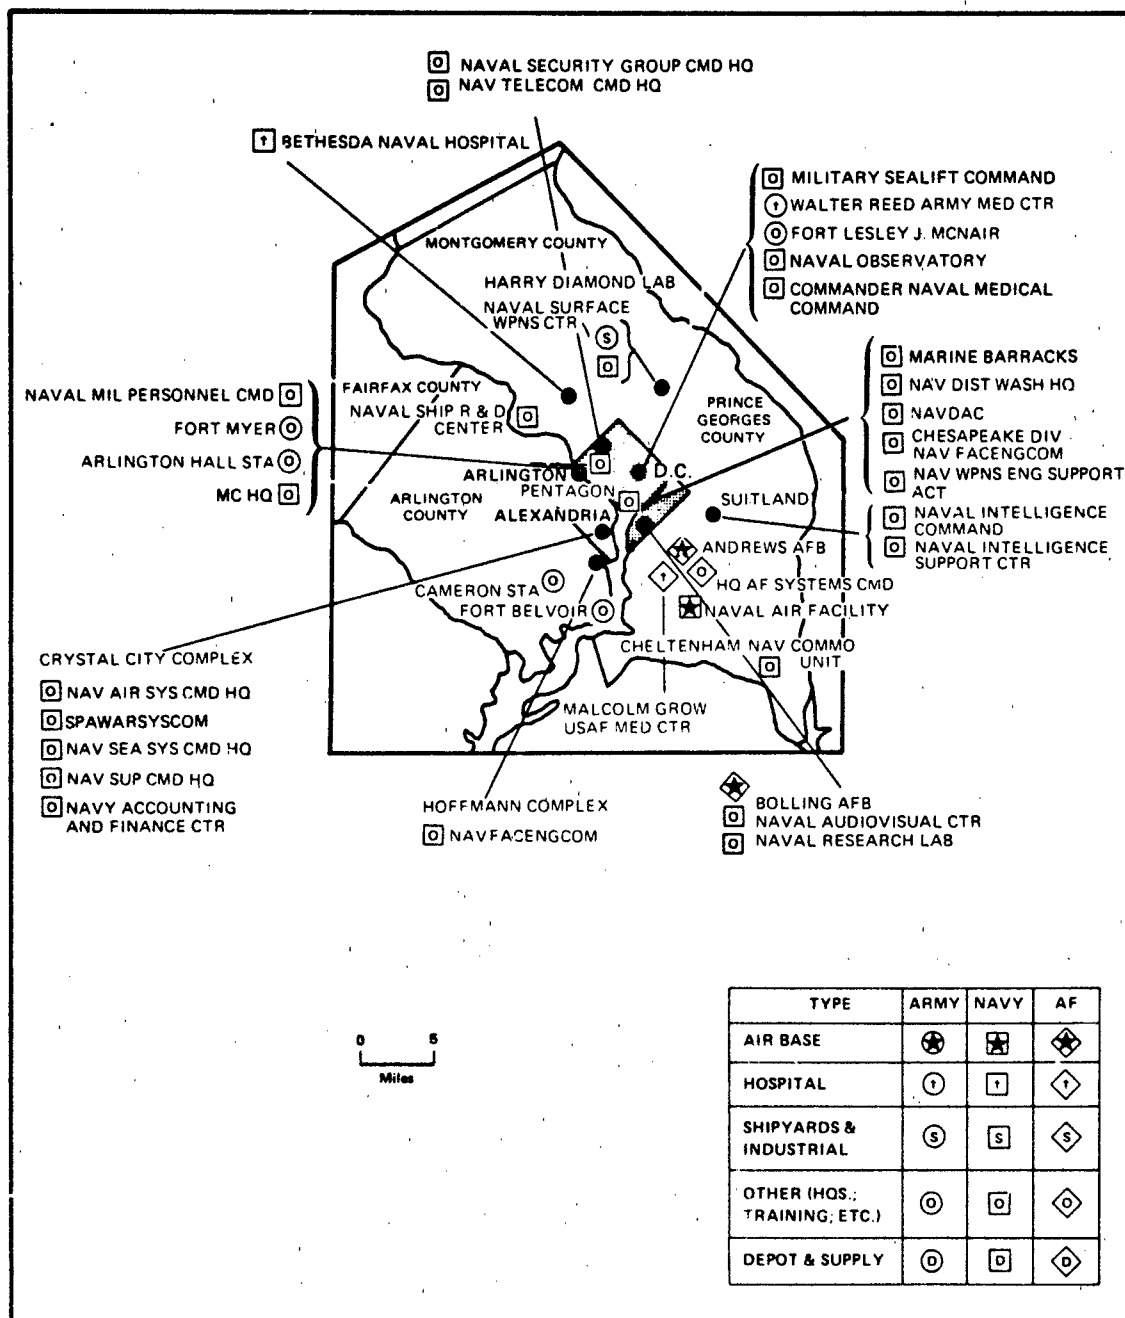 NAVAL SECURITY GROUP CMD HQ
NAV TELECOM CMD HQ
BETHESDA NAVAL HOSPITAL
MILITARY SEALIFT COMMAND
WALTER REED ARMY MED CTR
FORT LESLEY J. MCNAIR
NAVAL OBSERVATORY
COMMANDER NAVAL MEDICAL
COMMAND
MONTGOMERY COUNTY
HARRY DIAMOND LAB
NAVAL SURFACE
WPNS CTR
S
MARINE BARRACKS
NAV DIST WASH HQ
NAVDAC
CHESAPEAKE DIV
NAV FACENGCOM
NAV WPNS ENG SUPPORT
ACT
NAVAL MIL PERSONNEL CMD
FORT MYER
ARLINGTON HALL STA
MC HQ
FAIRFAX COUNTY
NAVAL SHIP R & D
CENTER
PRINCE
GEORGES
COUNTY
ARLINGTON
D.C.
PENTAGON
ARLINGTON
COUNTY
ALEXANDRIA
SUITLAND
NAVAL INTELLIGENCE
COMMAND
NAVAL INTELLIGENCE
SUPPORT CTR
ANDREWS AFB
HQ AF SYSTEMS CMD
CAMERON STA
FORT BELVOIR
NAVAL AIR FACILITY
CHELTENHAM NAV COMMO
UNIT
MALCOLM GROW
USAF MED CTR
CRYSTAL CITY COMPLEX
NAV AIR SYS CMD HQ
SPAWARSYSCOM
NAV SEA SYS CMD HQ
NAV SUP CMD HQ
NAVY ACCOUNTING
AND FINANCE CTR
HOFFMANN COMPLEX
NAVFACENGCOM
BOLLING AFB
NAVAL AUDIOVISUAL CTR
NAVAL RESEARCH LAB
0 5
Miles
TYPE ARMY NAVY AF
AIR BASE
HOSPITAL
SHIPYARDS &
INDUSTRIAL S S S
OTHER (HQS.;
TRAINING; ETC.) O O O
DEPOT & SUPPLY D D D